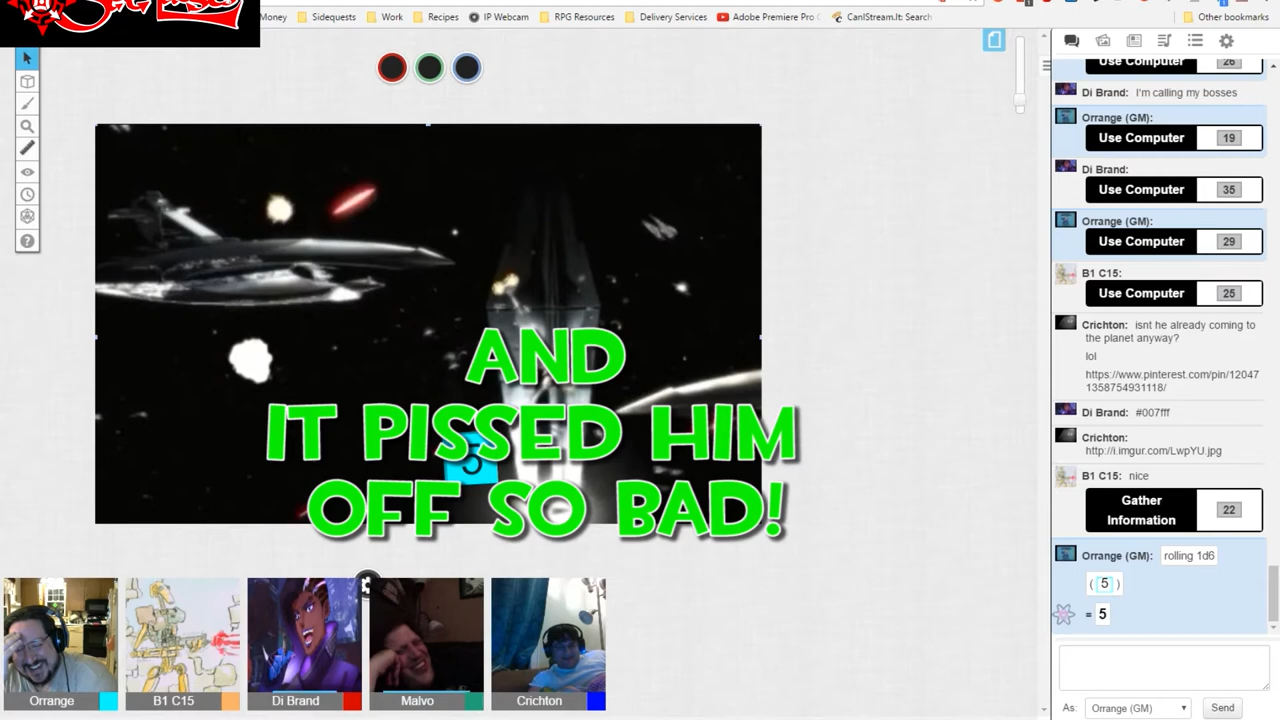 Money
Sidequests
Work
Recipes
IP Webcam
RPG Resources
Delivery Services
Adobe Premiere Pro
CanIStream.It: Search
Other bookmarks
26
Use Computer
Di Brand: I'm calling my bosses
Orrange (GM):
Use Computer 19
Di Brand:
Use Computer 35
Orrange (GM):
Use Computer 29
B1 C15:
Use Computer 25
Crichton: isnt he already coming to
the planet anyway?
lol
https://www.pinterest.com/pin/12047
1358754931118/
Di Brand: #007fff
Crichton:
http://i.imgur.com/LwpYU.jpg
B1 C15: nice
Gather
Information 22
Orrange (GM): rolling 1d6
( 5 )
= 5
As: Orrange (GM) Send
AND
IT PISSED HIM
5
OFF SO BAD!
Orrange
B1 C15
Di Brand
Malvo
Crichton